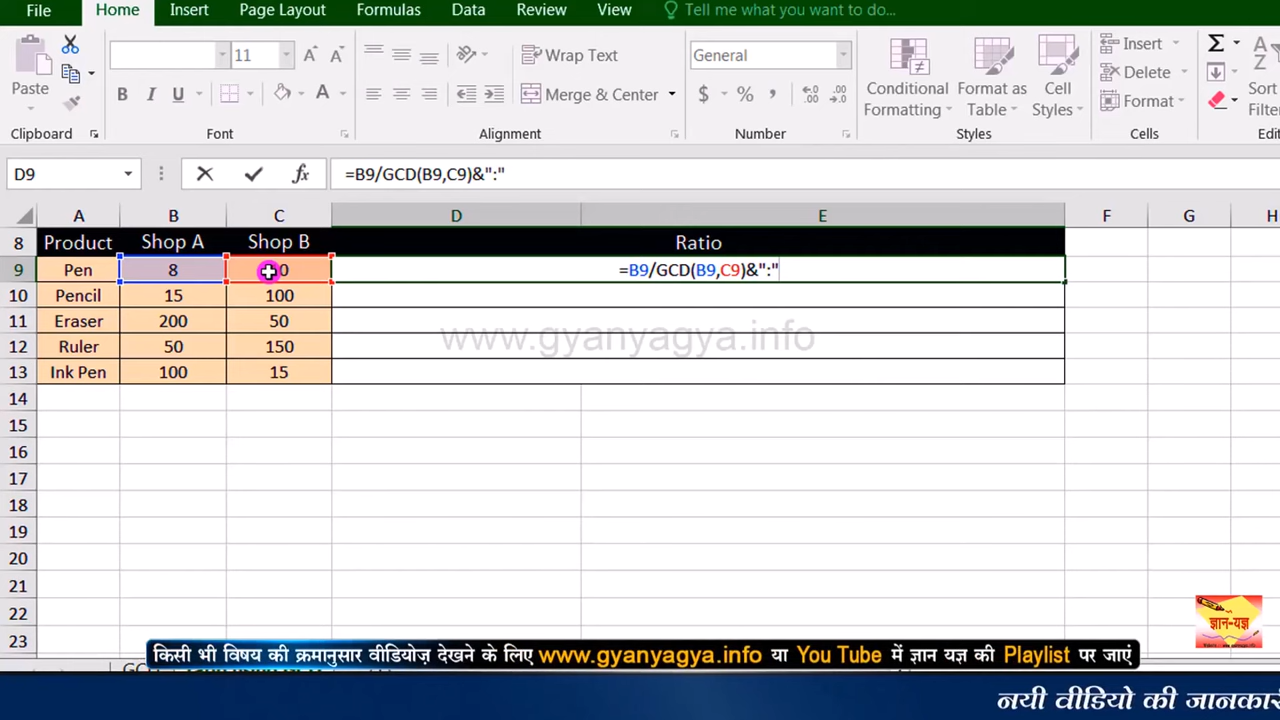 File Home Insert Page Layout Formulas Data Review View Tell me what you want to do...
11 Wrap Text General Insert
Paste B I U Merge & Center $ % Conditional Formatting Format as Table Cell Styles Delete Format
Clipboard Font Alignment Number Styles Cells
D9 fx =B9/GCD(B9,C9)&":"
A B C D E F G H
8 Product Shop A Shop B Ratio
9 Pen 8 0 =B9/GCD(B9,C9)&":"
10 Pencil 15 100
11 Eraser 200 50
www.gyanyagya.info
12 Ruler 50 150
13 Ink Pen 100 15
14
15
16
17
18
19
20
21
22
23
ज्ञान-यज्ञ
किसी भी विषय की क्रमानुसार वीडियोज़ देखने के लिए www.gyanyagya.info या You Tube में ज्ञान यज्ञ की Playlist पर जाएं
नयी वीडियो की जानकारी